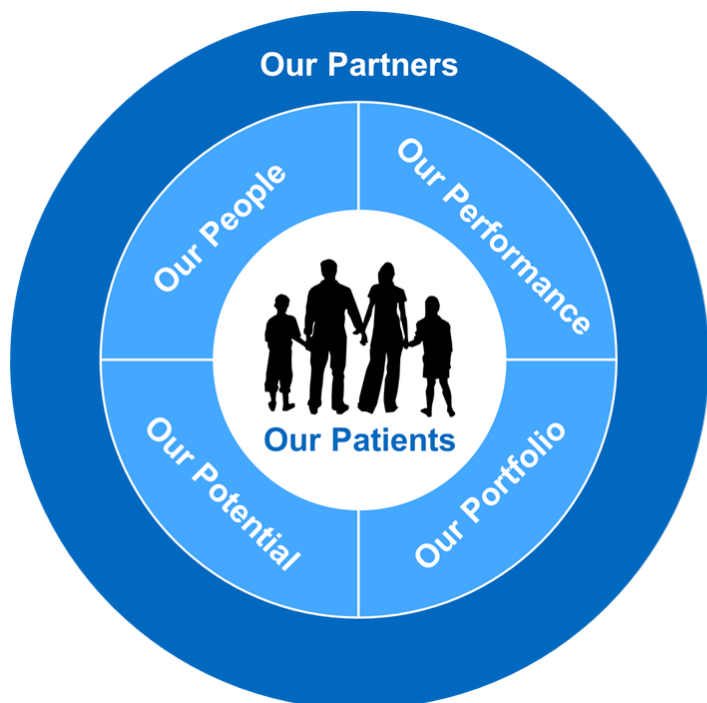 Our Partners
Our People
Our Performance
Our Patients
Our Potential
Our Portfolio